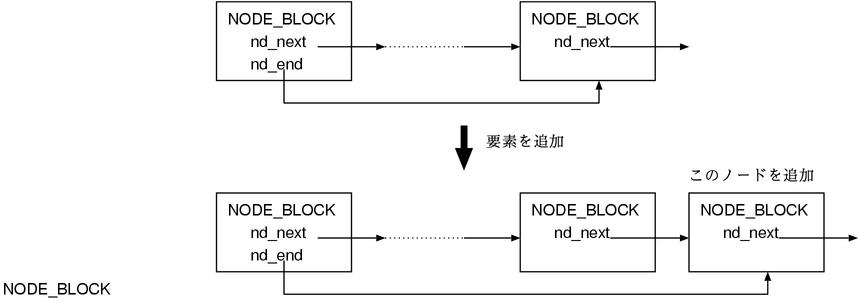 NODE_BLOCK
nd_next
nd_end
NODE_BLOCK
nd_next
要素を追加
このノードを追加
NODE_BLOCK
nd_next
nd_end
NODE_BLOCK
nd_next
NODE_BLOCK
nd_next
NODE_BLOCK